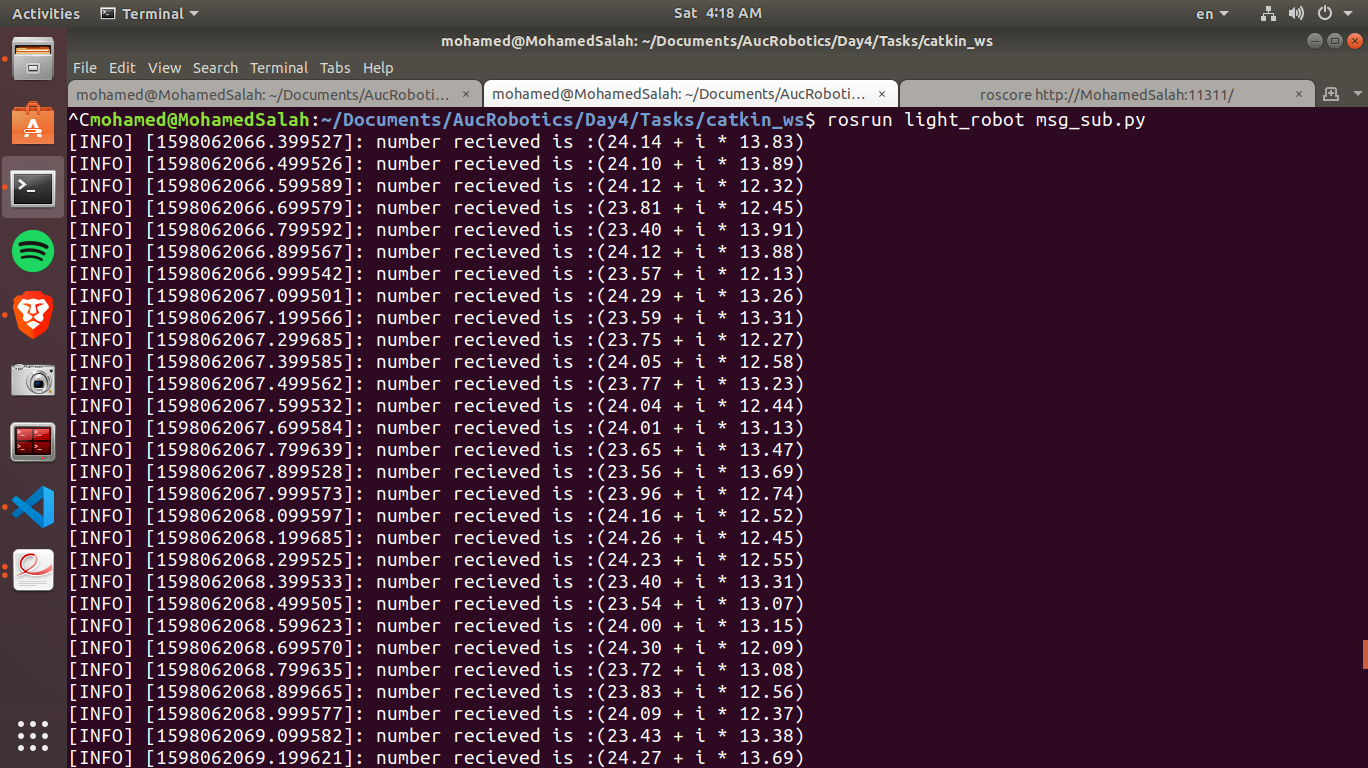 Activities Terminal Sat 4:18 AM en
mohamed@MohamedSalah: ~/Documents/AucRobotics/Day4/Tasks/catkin_ws
File Edit View Search Terminal Tabs Help
mohamed@MohamedSalah: ~/Documents/AucRoboti… × mohamed@MohamedSalah: ~/Documents/AucRoboti… × roscore http://MohamedSalah:11311/ ×
^Cmohamed@MohamedSalah:~/Documents/AucRobotics/Day4/Tasks/catkin_ws$ rosrun light_robot msg_sub.py
[INFO] [1598062066.399527]: number recieved is :(24.14 + i * 13.83)
[INFO] [1598062066.499526]: number recieved is :(24.10 + i * 13.89)
[INFO] [1598062066.599589]: number recieved is :(24.12 + i * 12.32)
[INFO] [1598062066.699579]: number recieved is :(23.81 + i * 12.45)
[INFO] [1598062066.799592]: number recieved is :(23.40 + i * 13.91)
[INFO] [1598062066.899567]: number recieved is :(24.12 + i * 13.88)
[INFO] [1598062066.999542]: number recieved is :(23.57 + i * 12.13)
[INFO] [1598062067.099501]: number recieved is :(24.29 + i * 13.26)
[INFO] [1598062067.199566]: number recieved is :(23.59 + i * 13.31)
[INFO] [1598062067.299685]: number recieved is :(23.75 + i * 12.27)
[INFO] [1598062067.399585]: number recieved is :(24.05 + i * 12.58)
[INFO] [1598062067.499562]: number recieved is :(23.77 + i * 13.23)
[INFO] [1598062067.599532]: number recieved is :(24.04 + i * 12.44)
[INFO] [1598062067.699684]: number recieved is :(24.01 + i * 13.13)
[INFO] [1598062067.799639]: number recieved is :(23.65 + i * 13.47)
[INFO] [1598062067.899528]: number recieved is :(23.56 + i * 13.69)
[INFO] [1598062067.999573]: number recieved is :(23.96 + i * 12.74)
[INFO] [1598062068.099597]: number recieved is :(24.16 + i * 12.52)
[INFO] [1598062068.199685]: number recieved is :(24.26 + i * 12.45)
[INFO] [1598062068.299525]: number recieved is :(24.23 + i * 12.55)
[INFO] [1598062068.399533]: number recieved is :(23.40 + i * 13.31)
[INFO] [1598062068.499505]: number recieved is :(23.54 + i * 13.07)
[INFO] [1598062068.599623]: number recieved is :(24.00 + i * 13.15)
[INFO] [1598062068.699570]: number recieved is :(24.30 + i * 12.09)
[INFO] [1598062068.799635]: number recieved is :(23.72 + i * 13.08)
[INFO] [1598062068.899665]: number recieved is :(23.83 + i * 12.56)
[INFO] [1598062068.999577]: number recieved is :(24.09 + i * 12.37)
[INFO] [1598062069.099582]: number recieved is :(23.43 + i * 13.38)
[INFO] [1598062069.199621]: number recieved is :(24.27 + i * 13.69)